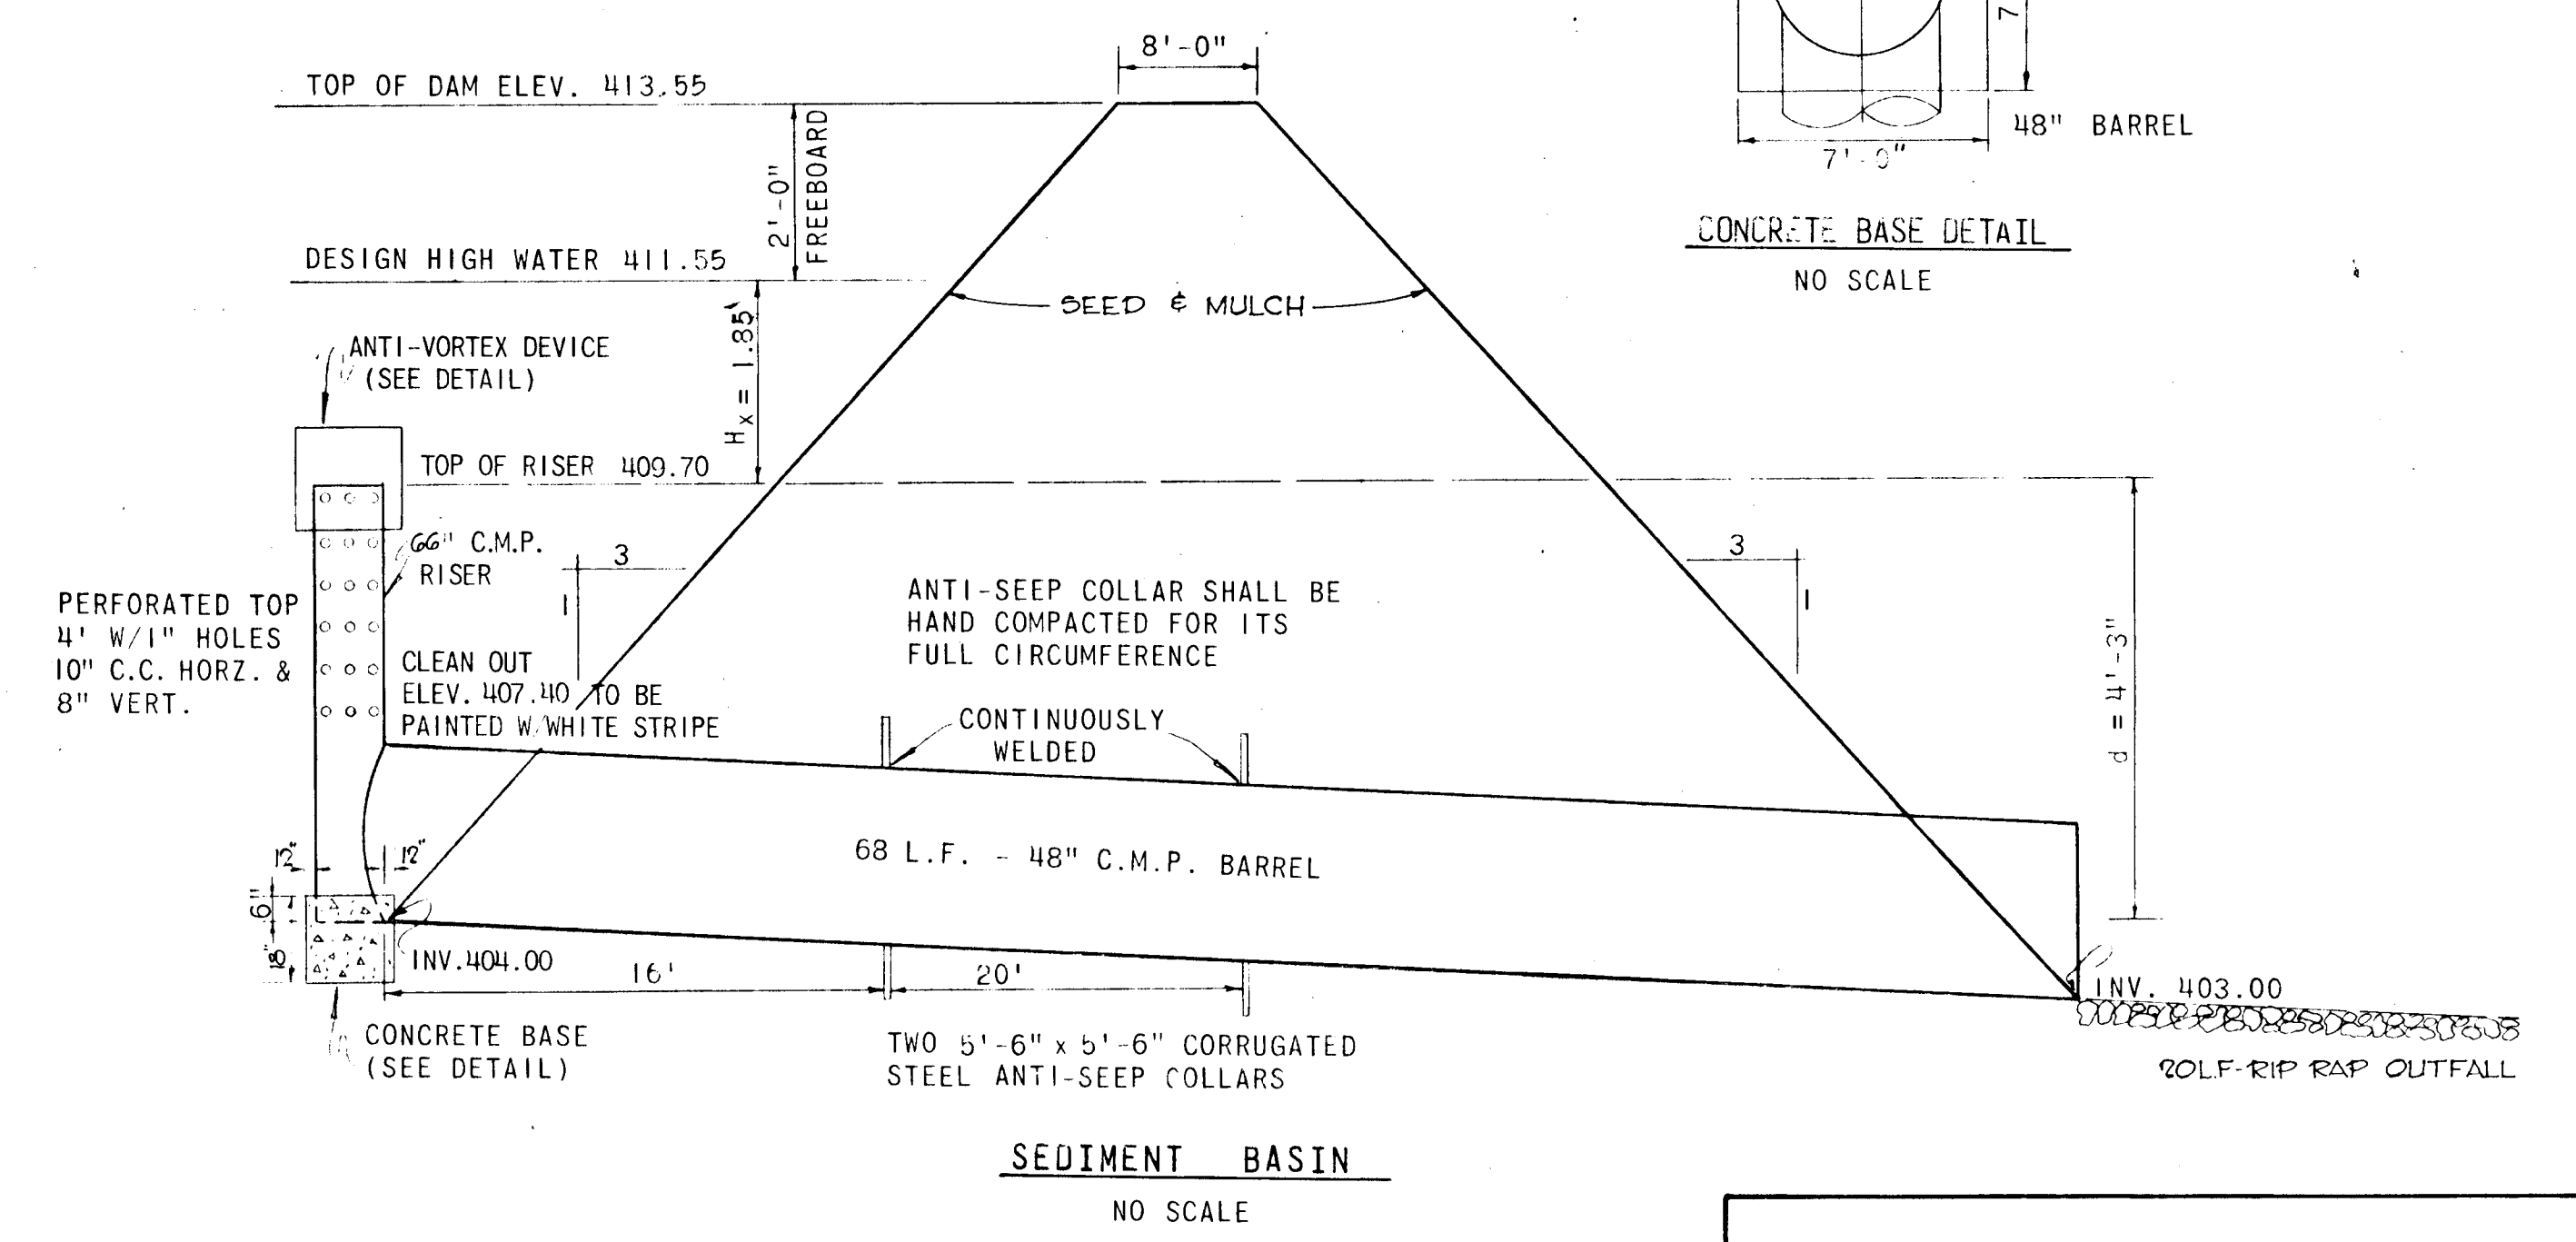 8'-0"
TOP OF DAM ELEV. 413.55
2'-0"
FREEBOARD
DESIGN HIGH WATER 411.55
SEED & MULCH
Hx = 1.85'
ANTI-VORTEX DEVICE
(SEE DETAIL)
TOP OF RISER 409.70
66" C.M.P.
RISER
3
1
3
1
PERFORATED TOP
4' W/1" HOLES
10" C.C. HORZ. &
8" VERT.
CLEAN OUT
ELEV. 407.40 TO BE
PAINTED W/WHITE STRIPE
ANTI-SEEP COLLAR SHALL BE
HAND COMPACTED FOR ITS
FULL CIRCUMFERENCE
CONTINUOUSLY
WELDED
d = 4'-3"
68 L.F. - 48" C.M.P. BARREL
12"
12"
6"
18"
INV. 404.00
16'
20'
INV. 403.00
CONCRETE BASE
(SEE DETAIL)
TWO 5'-6" x 5'-6" CORRUGATED
STEEL ANTI-SEEP COLLARS
20 L.F-RIP RAP OUTFALL
SEDIMENT BASIN
NO SCALE
7
48" BARREL
7'-0"
CONCRETE BASE DETAIL
NO SCALE